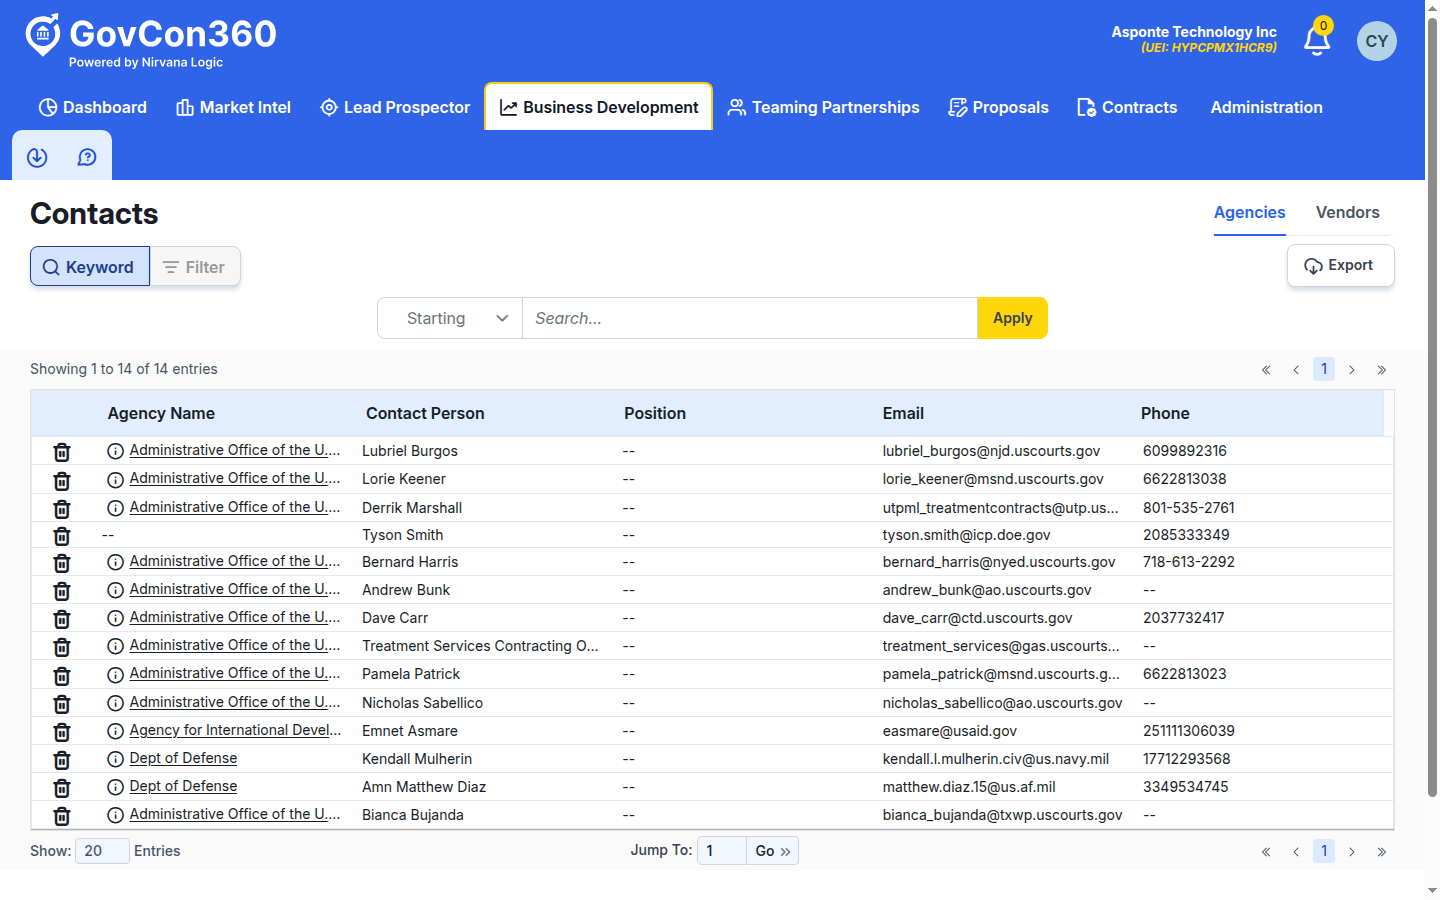 GovCon360
Powered by Nirvana Logic
Asponte Technology Inc
(UEI: HYPCPMX1HCR9)
0
CY
Dashboard Market Intel Lead Prospector Business Development Teaming Partnerships Proposals Contracts Administration
Contacts
Agencies Vendors
Keyword Filter
Export
Starting Search... Apply
Showing 1 to 14 of 14 entries
« ‹ 1 › »
Agency Name Contact Person Position Email Phone
Administrative Office of the U.... Lubriel Burgos -- lubriel_burgos@njd.uscourts.gov 6099892316
Administrative Office of the U.... Lorie Keener -- lorie_keener@msnd.uscourts.gov 6622813038
Administrative Office of the U.... Derrik Marshall -- utpml_treatmentcontracts@utp.us... 801-535-2761
-- Tyson Smith -- tyson.smith@icp.doe.gov 2085333349
Administrative Office of the U.... Bernard Harris -- bernard_harris@nyed.uscourts.gov 718-613-2292
Administrative Office of the U.... Andrew Bunk -- andrew_bunk@ao.uscourts.gov --
Administrative Office of the U.... Dave Carr -- dave_carr@ctd.uscourts.gov 2037732417
Administrative Office of the U.... Treatment Services Contracting O... -- treatment_services@gas.uscourts... --
Administrative Office of the U.... Pamela Patrick -- pamela_patrick@msnd.uscourts.g... 6622813023
Administrative Office of the U.... Nicholas Sabellico -- nicholas_sabellico@ao.uscourts.gov --
Agency for International Devel... Emnet Asmare -- easmare@usaid.gov 251111306039
Dept of Defense Kendall Mulherin -- kendall.l.mulherin.civ@us.navy.mil 17712293568
Dept of Defense Amn Matthew Diaz -- matthew.diaz.15@us.af.mil 3349534745
Administrative Office of the U.... Bianca Bujanda -- bianca_bujanda@txwp.uscourts.gov --
Show: 20 Entries
Jump To: 1 Go »
« ‹ 1 › »